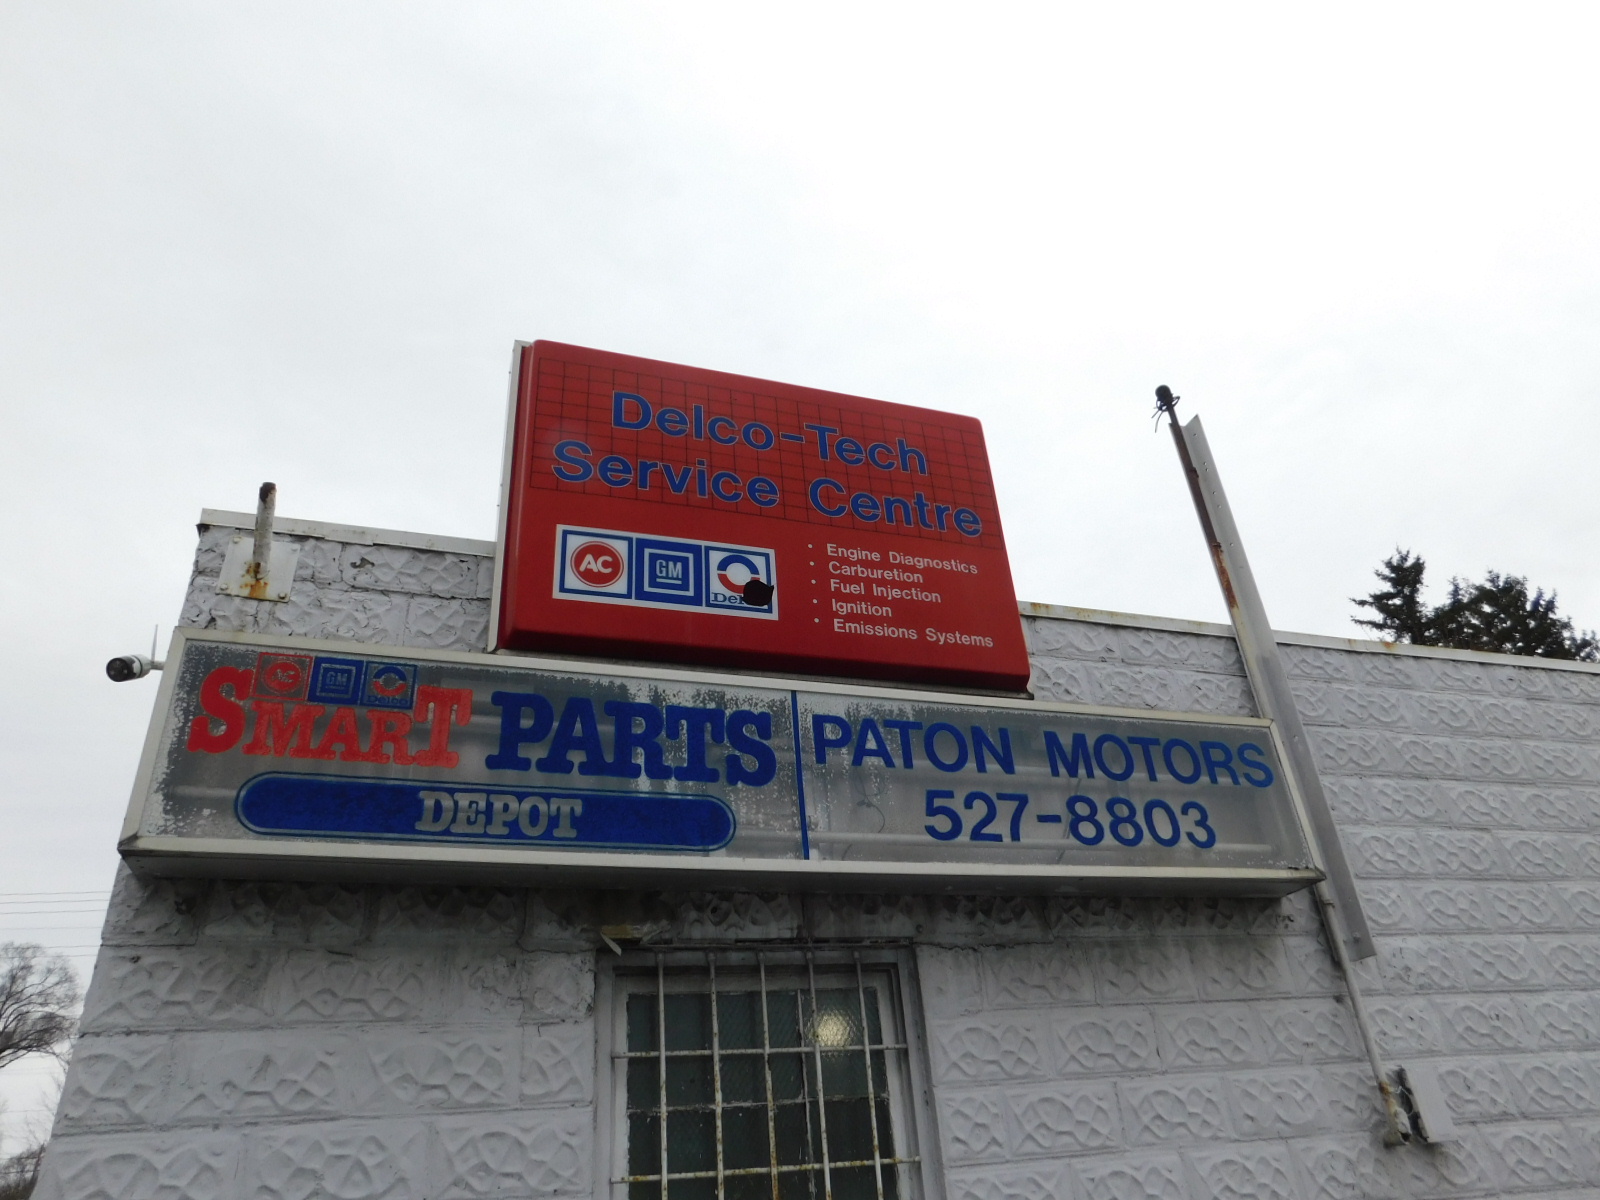 Delco-Tech
Service Centre
AC GM
• Engine Diagnostics
• Carburetion
• Fuel Injection
• Ignition
• Emissions Systems
AC GM Delco
SMART PARTS
DEPOT
PATON MOTORS
527-8803